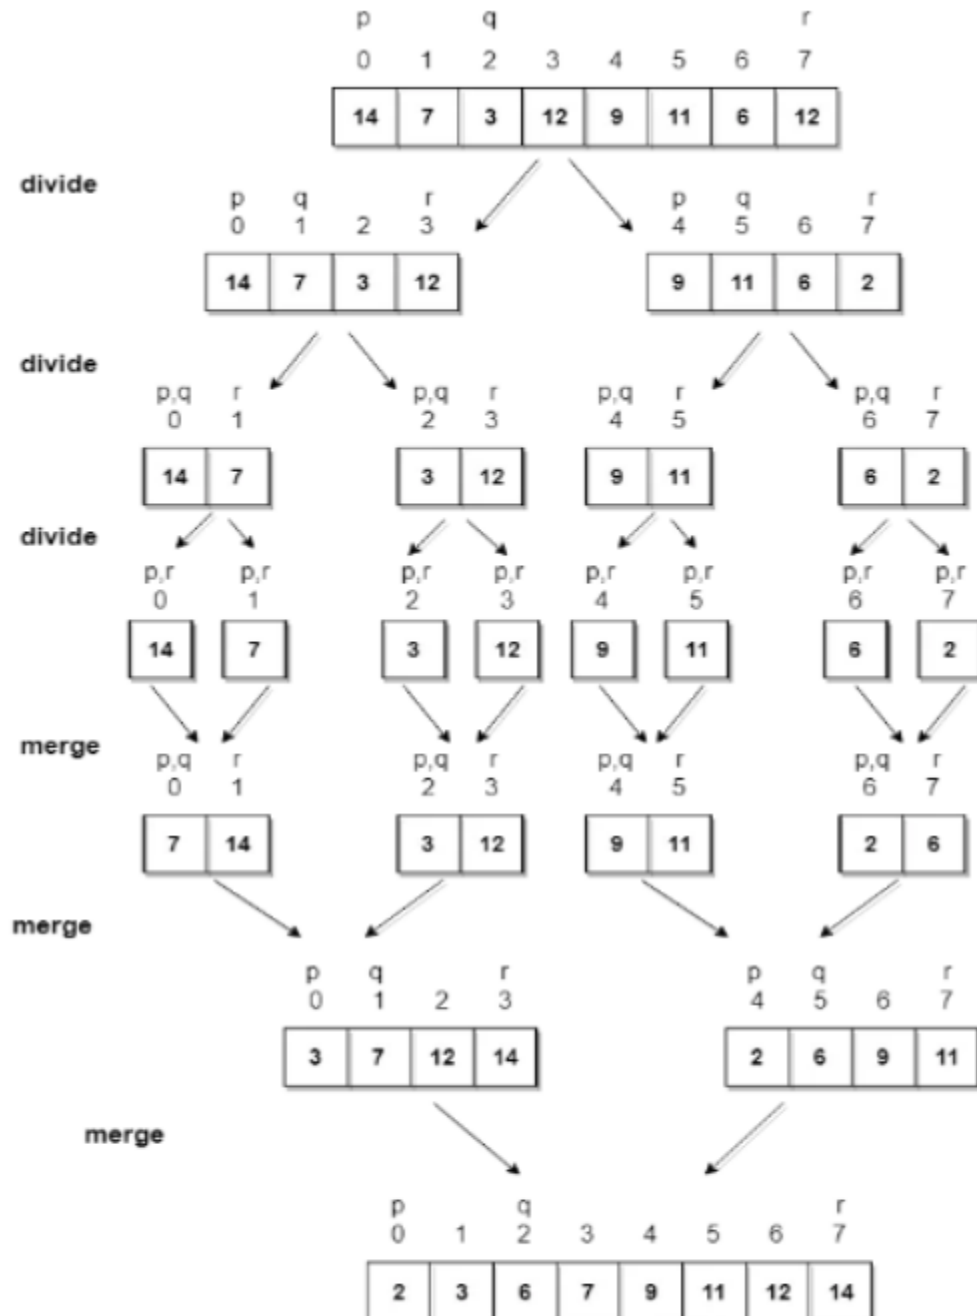 p q r
0 1 2 3 4 5 6 7
14 7 3 12 9 11 6 12
divide
p q r p q r
0 1 2 3 4 5 6 7
14 7 3 12 9 11 6 2
divide
p,q r p,q r p,q r p,q r
0 1 2 3 4 5 6 7
14 7 3 12 9 11 6 2
divide
p,r p,r p,r p,r p,r p,r p,r p,r
0 1 2 3 4 5 6 7
14 7 3 12 9 11 6 2
merge
p,q r p,q r p,q r p,q r
0 1 2 3 4 5 6 7
7 14 3 12 9 11 2 6
merge
p q r p q r
0 1 2 3 4 5 6 7
3 7 12 14 2 6 9 11
merge
p q r
0 1 2 3 4 5 6 7
2 3 6 7 9 11 12 14